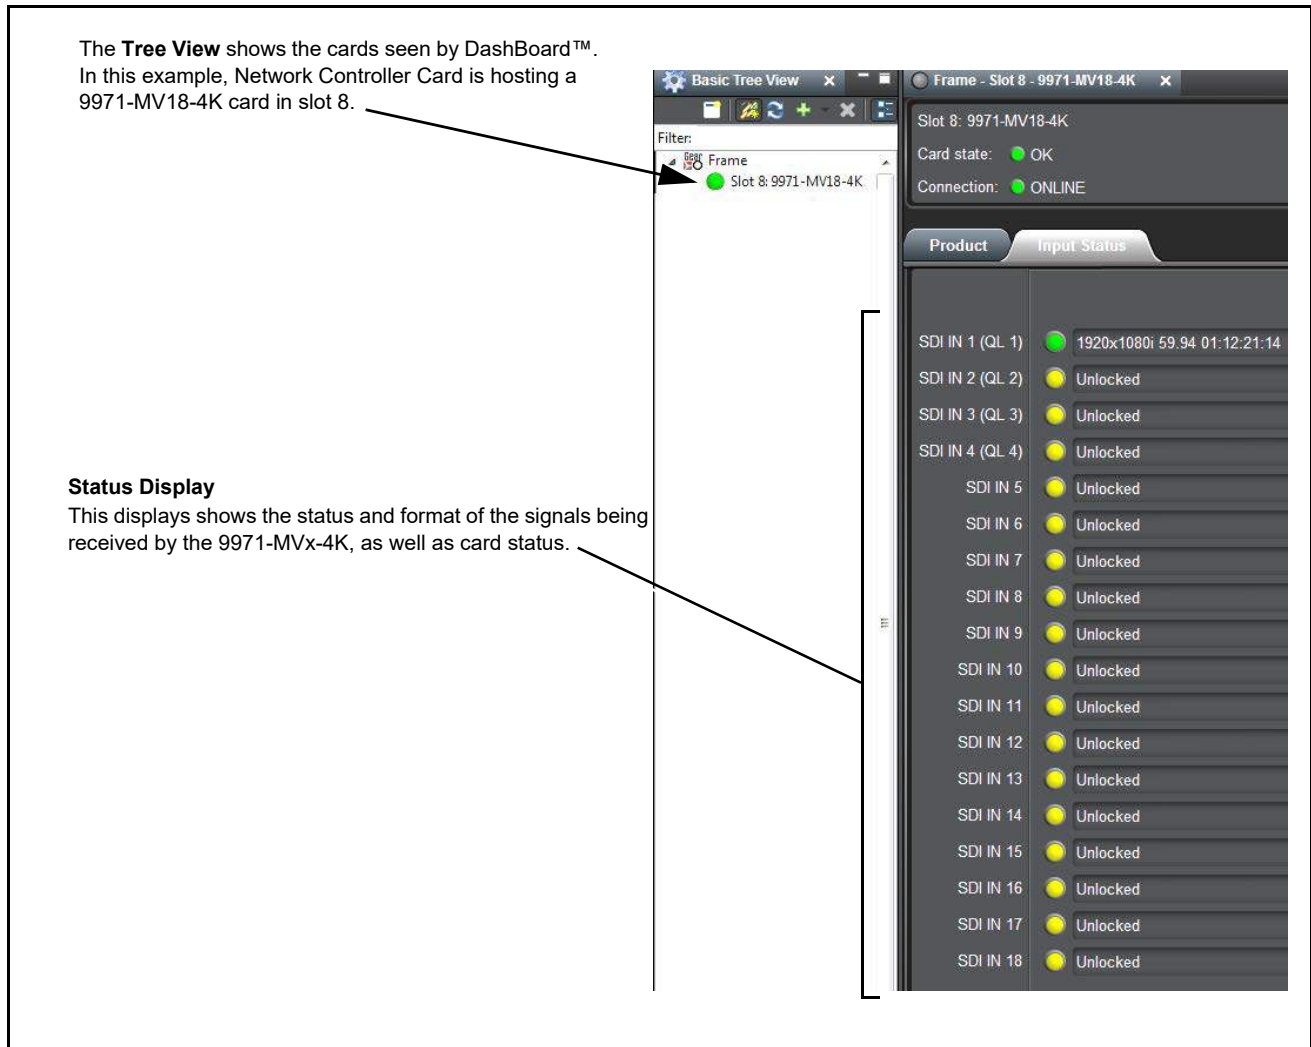 The Tree View shows the cards seen by DashBoard™.
In this example, Network Controller Card is hosting a
9971-MV18-4K card in slot 8.
Basic Tree View
Filter:
Frame
Slot 8: 9971-MV18-4K
Frame - Slot 8 - 9971-MV18-4K
Slot 8: 9971-MV18-4K
Card state: OK
Connection: ONLINE
Product
Input Status
Status Display
This displays shows the status and format of the signals being
received by the 9971-MVx-4K, as well as card status.
SDI IN 1 (QL 1) 1920x1080i 59.94 01:12:21:14
SDI IN 2 (QL 2) Unlocked
SDI IN 3 (QL 3) Unlocked
SDI IN 4 (QL 4) Unlocked
SDI IN 5 Unlocked
SDI IN 6 Unlocked
SDI IN 7 Unlocked
SDI IN 8 Unlocked
SDI IN 9 Unlocked
SDI IN 10 Unlocked
SDI IN 11 Unlocked
SDI IN 12 Unlocked
SDI IN 13 Unlocked
SDI IN 14 Unlocked
SDI IN 15 Unlocked
SDI IN 16 Unlocked
SDI IN 17 Unlocked
SDI IN 18 Unlocked